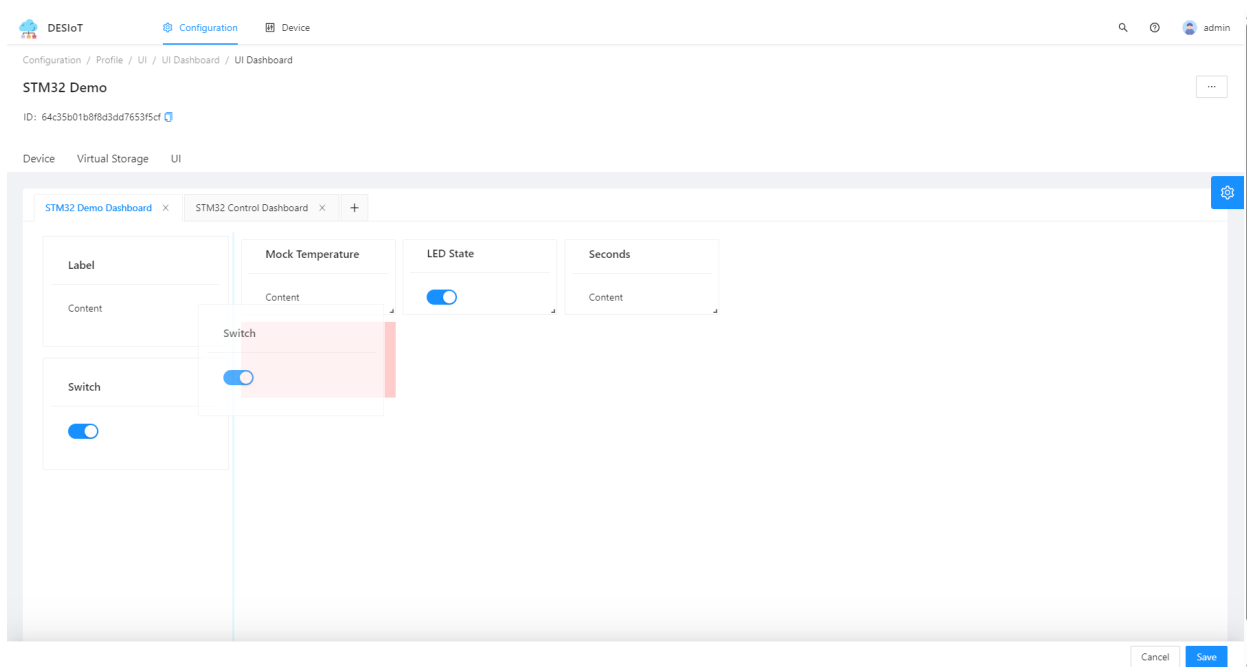 DESIoT Configuration Device admin
Configuration / Profile / UI / UI Dashboard / UI Dashboard
STM32 Demo
...
ID: 64c35b01b8f8d3dd7653f5cf
Device Virtual Storage UI
STM32 Demo Dashboard × STM32 Control Dashboard × +
Label
Content
Switch
Mock Temperature
Content
LED State
Seconds
Content
Switch
Cancel Save